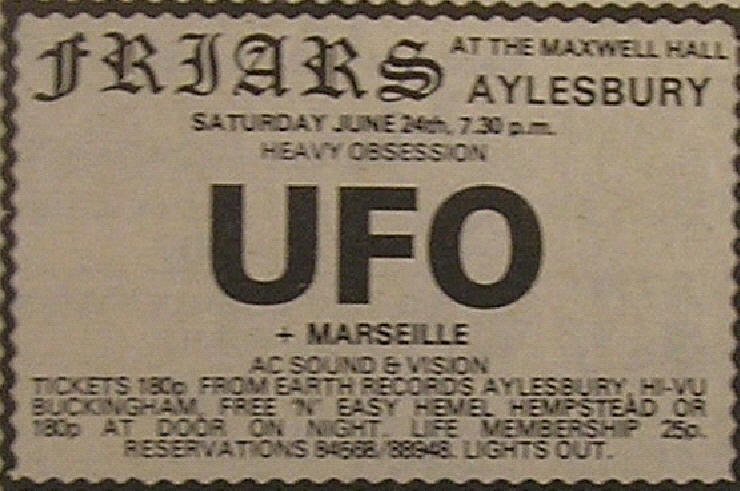 FRIARS AT THE MAXWELL HALL
AYLESBURY
SATURDAY JUNE 24th, 7.30 p.m.
HEAVY OBSESSION
UFO
+ MARSEILLE
AC SOUND & VISION
TICKETS 180p FROM EARTH RECORDS AYLESBURY, HI-VU
BUCKINGHAM, FREE 'N' EASY HEMEL HEMPSTEAD OR
180p AT DOOR ON NIGHT. LIFE MEMBERSHIP 25p.
RESERVATIONS 84568/88948. LIGHTS OUT.